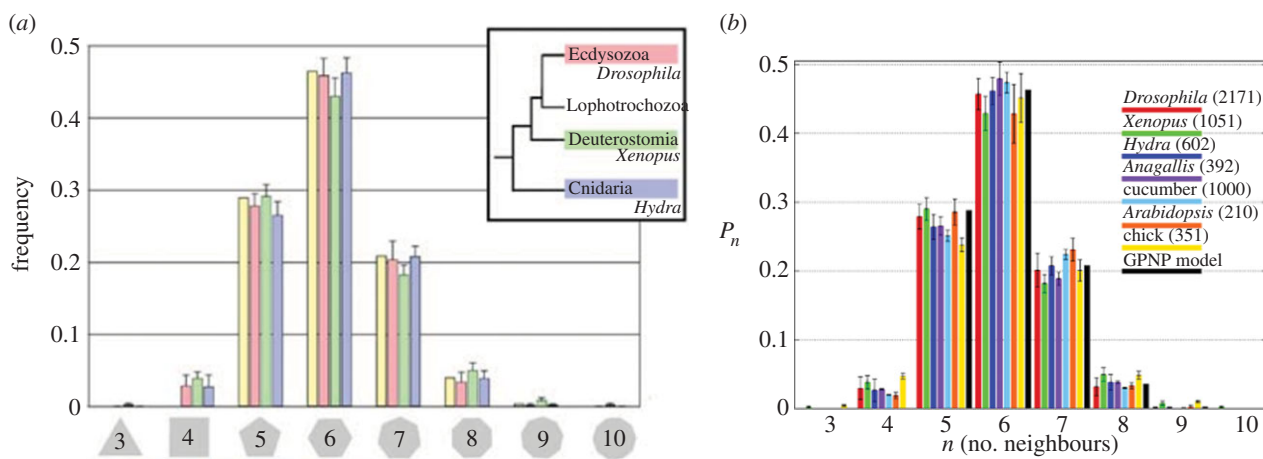 (a)
0.5
0.4
0.3
0.2
0.1
0
frequency
3 4 5 6 7 8 9 10
Ecdysozoa
Drosophila
Lophotrochozoa
Deuterostomia
Xenopus
Cnidaria
Hydra
(b)
0.5
0.4
0.3
0.2
0.1
0
Pn
3 4 5 6 7 8 9 10
n (no. neighbours)
Drosophila (2171)
Xenopus (1051)
Hydra (602)
Anagallis (392)
cucumber (1000)
Arabidopsis (210)
chick (351)
GPNP model